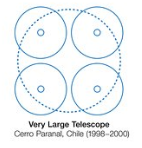 Very Large Telescope
Cerro Paranal, Chile (1998-2000)